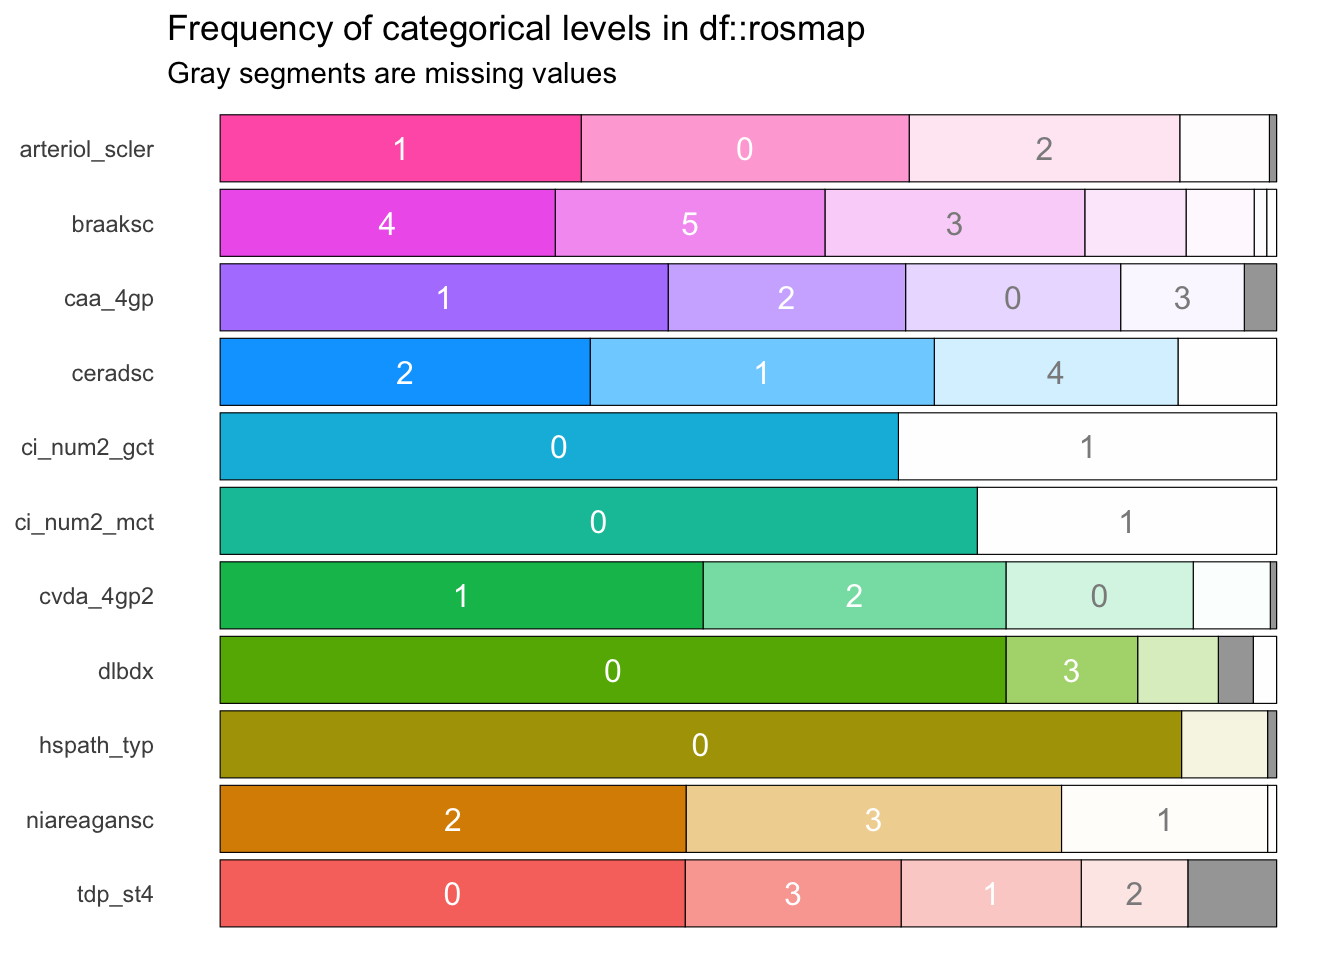 Frequency of categorical levels in df::rosmap
Gray segments are missing values
arteriol_scler 1 0 2
braaksc 4 5 3
caa_4gp 1 2 0 3
ceradsc 2 1 4
ci_num2_gct 0 1
ci_num2_mct 0 1
cvda_4gp2 1 2 0
dlbdx 0 3
hspath_typ 0
niareagansc 2 3 1
tdp_st4 0 3 1 2